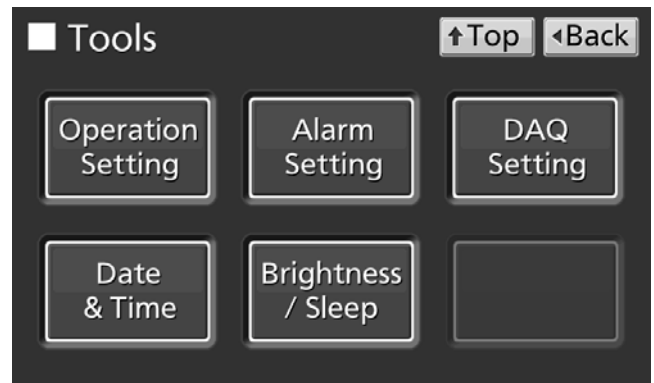 Tools
↑Top
◂Back
Operation
Setting
Alarm
Setting
DAQ
Setting
Date
& Time
Brightness
/ Sleep